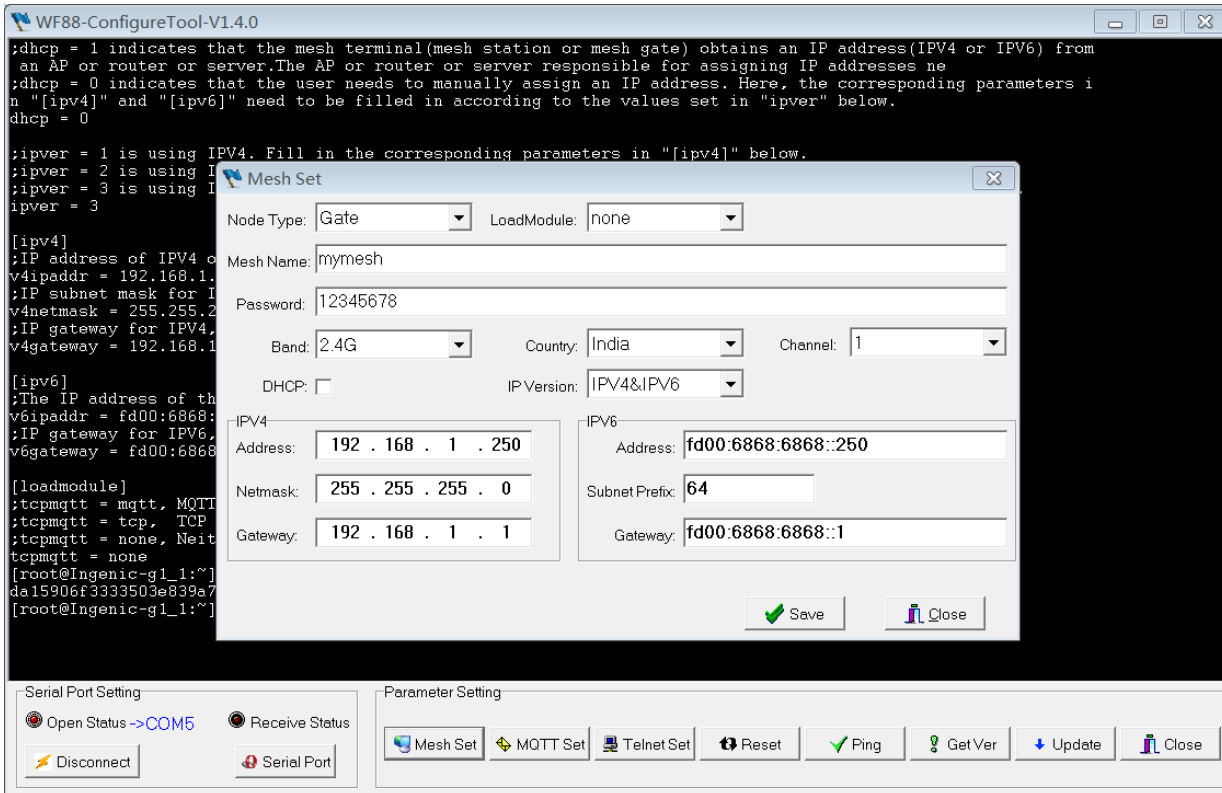 WF88-ConfigureTool-V1.4.0
;dhcp = 1 indicates that the mesh terminal(mesh station or mesh gate) obtains an IP address(IPV4 or IPV6) from
an AP or router or server.The AP or router or server responsible for assigning IP addresses ne
;dhcp = 0 indicates that the user needs to manually assign an IP address. Here, the corresponding parameters i
n "[ipv4]" and "[ipv6]" need to be filled in according to the values set in "ipver" below.
dhcp = 0
;ipver = 1 is using IPV4. Fill in the corresponding parameters in "[ipv4]" below.
;ipver = 2 is using I
;ipver = 3 is using I
ipver = 3
[ipv4]
;IP address of IPV4 o
v4ipaddr = 192.168.1.
;IP subnet mask for I
v4netmask = 255.255.2
;IP gateway for IPV4,
v4gateway = 192.168.1
[ipv6]
;The IP address of th
v6ipaddr = fd00:6868:
;IP gateway for IPV6,
v6gateway = fd00:6868
[loadmodule]
;tcpmqtt = mqtt, MQTT
;tcpmqtt = tcp, TCP
;tcpmqtt = none, Neit
tcpmqtt = none
[root@Ingenic-g1_1:~]
da15906f3333503e839a7
[root@Ingenic-g1_1:~]
Mesh Set
Node Type: Gate LoadModule: none
Mesh Name: mymesh
Password: 12345678
Band: 2.4G Country: India Channel: 1
DHCP: IP Version: IPV4&IPV6
IPV4 IPV6
Address: 192 . 168 . 1 . 250 Address: fd00:6868:6868::250
Netmask: 255 . 255 . 255 . 0 Subnet Prefix: 64
Gateway: 192 . 168 . 1 . 1 Gateway: fd00:6868:6868::1
Save Close
Serial Port Setting Parameter Setting
Open Status ->COM5 Receive Status
Disconnect Serial Port
Mesh Set MQTT Set Telnet Set Reset Ping Get Ver Update Close